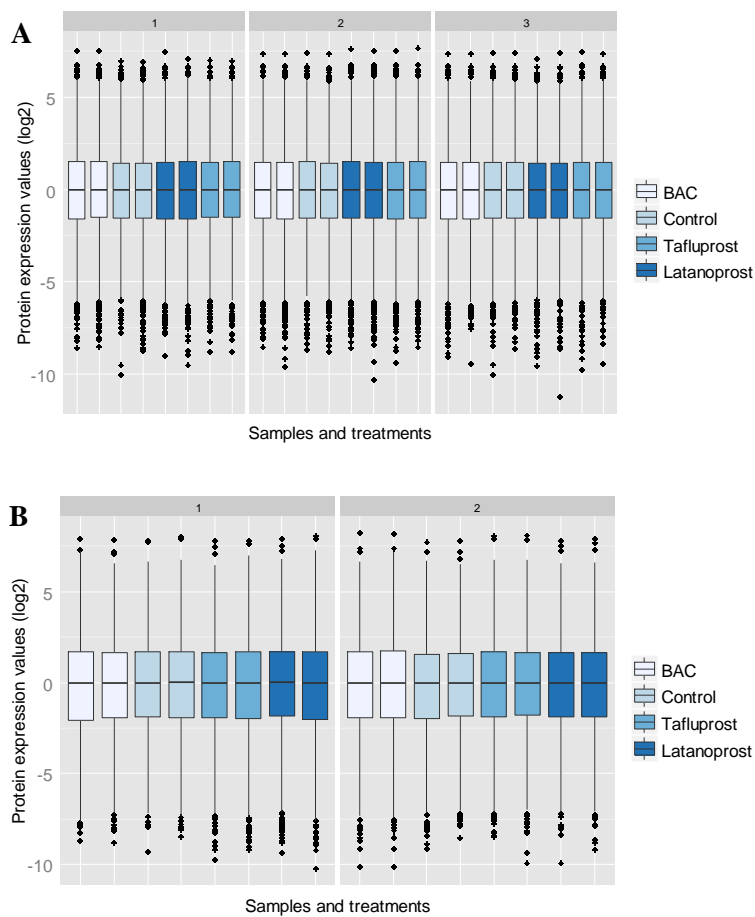 A
1 2 3
Protein expression values (log2)
5
0
-5
-10
Samples and treatments
BAC
Control
Tafluprost
Latanoprost
B
1 2
Protein expression values (log2)
5
0
-5
-10
Samples and treatments
BAC
Control
Tafluprost
Latanoprost